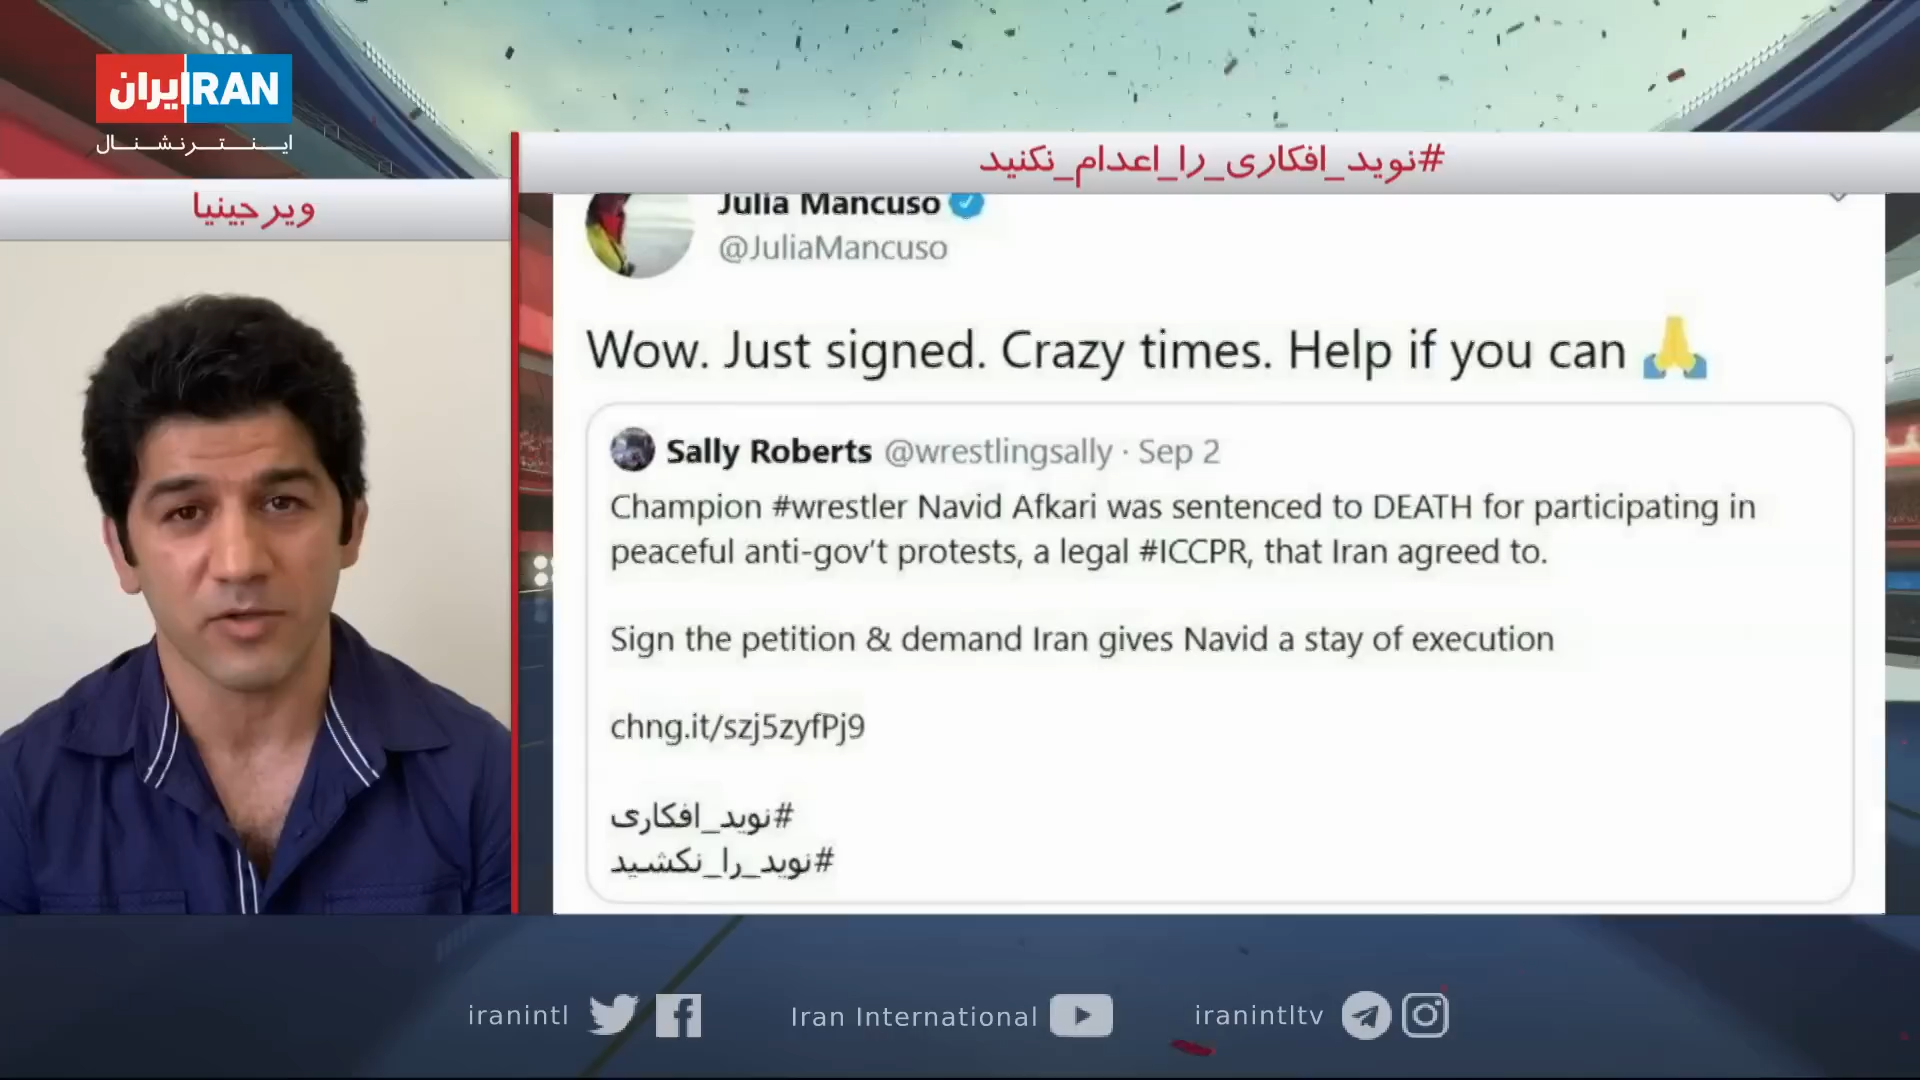 ایران IRAN
اینترنشنال
#نوید_افکاری_را_اعدام_نکنید
ویرجینیا
Julia Mancuso
@JuliaMancuso
Wow. Just signed. Crazy times. Help if you can 🙏
Sally Roberts @wrestlingsally · Sep 2
Champion #wrestler Navid Afkari was sentenced to DEATH for participating in
peaceful anti-gov't protests, a legal #ICCPR, that Iran agreed to.
Sign the petition & demand Iran gives Navid a stay of execution
chng.it/szj5zyfPj9
#نوید_افکاری
#نوید_را_نکشید
iranintl
Iran International
iranintltv